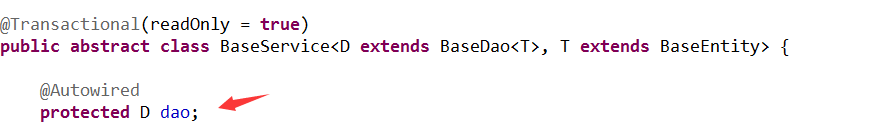 @Transactional(readOnly = true)
public abstract class BaseService<D extends BaseDao<T>, T extends BaseEntity> {
@Autowired
protected D dao;